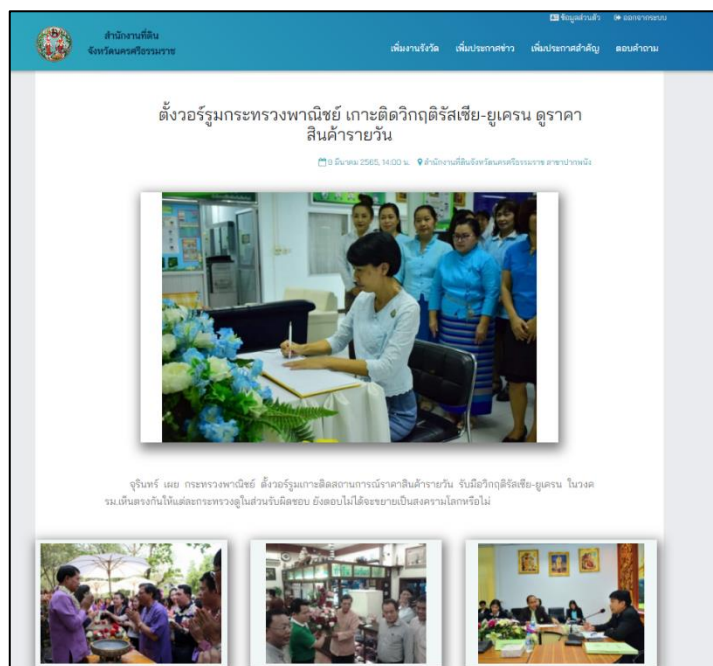 ข้อมูลส่วนตัว ออกจากระบบ
สำนักงานที่ดิน
จังหวัดนครศรีธรรมราช
เพิ่มงานรังวัด เพิ่มประกาศข่าว เพิ่มประกาศสำคัญ ตอบคำถาม
ตั้งวอร์รูมกระทรวงพาณิชย์ เกาะติดวิกฤติรัสเซีย-ยูเครน ดูราคา
สินค้ารายวัน
9 มีนาคม 2565, 14:00 น. สำนักงานที่ดินจังหวัดนครศรีธรรมราช สาขาปากพนัง
จุรินทร์ เผย กระทรวงพาณิชย์ ตั้งวอร์รูมเกาะติดสถานการณ์ราคาสินค้ารายวัน รับมือวิกฤติรัสเซีย-ยูเครน ในวงค
รม.เห็นตรงกันให้แต่ละกระทรวงดูในส่วนรับผิดชอบ ยังตอบไม่ได้จะขยายเป็นสงครามโลกหรือไม่